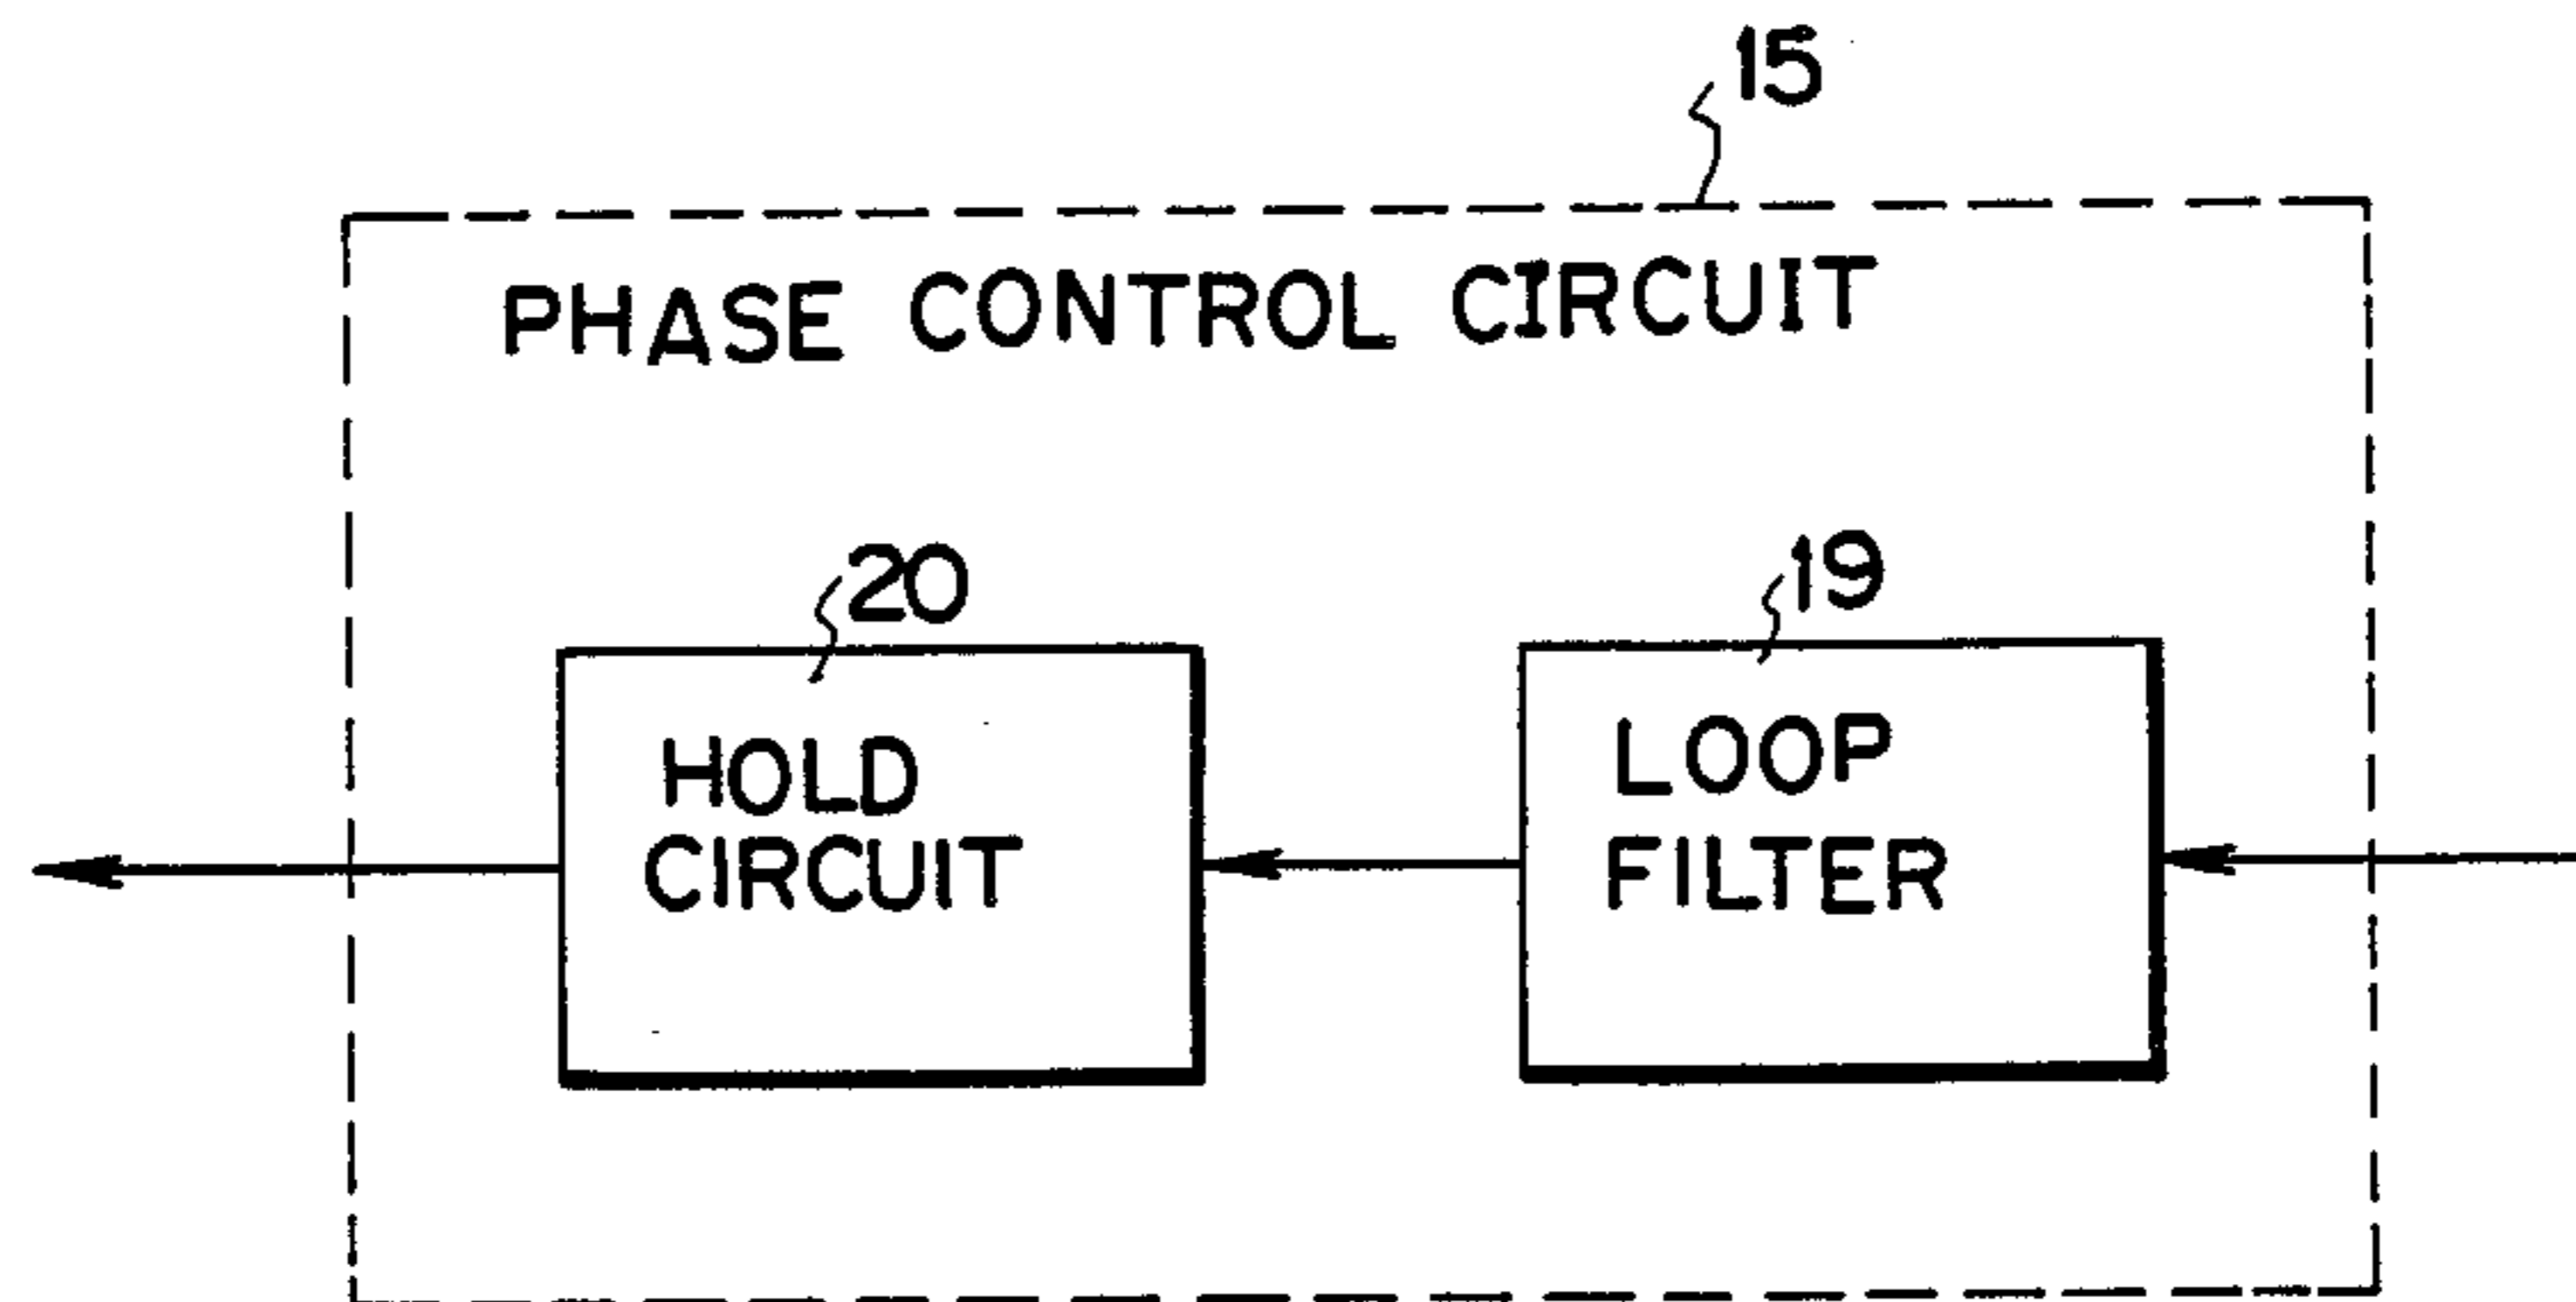 15
PHASE CONTROL CIRCUIT
20
HOLD
CIRCUIT
19
LOOP
FILTER